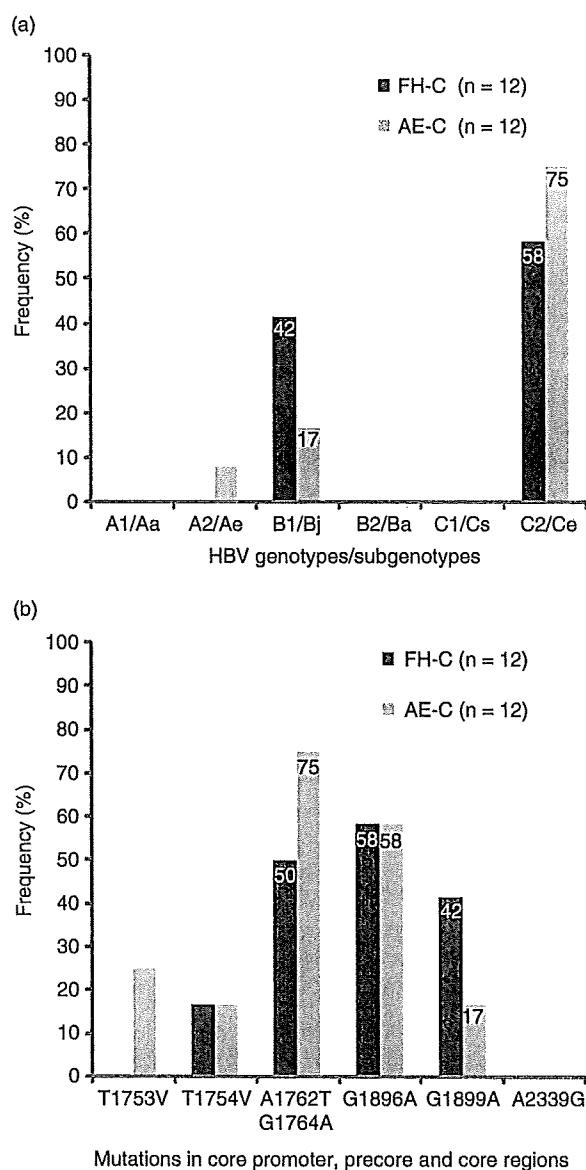 (a)
100
90
80
70
60
50
40
30
20
10
0
Frequency (%)
FH-C (n = 12)
AE-C (n = 12)
42
17
58
75
A1/Aa A2/Ae B1/Bj B2/Ba C1/Cs C2/Ce
HBV genotypes/subgenotypes
(b)
100
90
80
70
60
50
40
30
20
10
0
Frequency (%)
FH-C (n = 12)
AE-C (n = 12)
50
75
58
58
42
17
T1753V T1754V A1762T G1896A G1899A A2339G
G1764A
Mutations in core promoter, precore and core regions